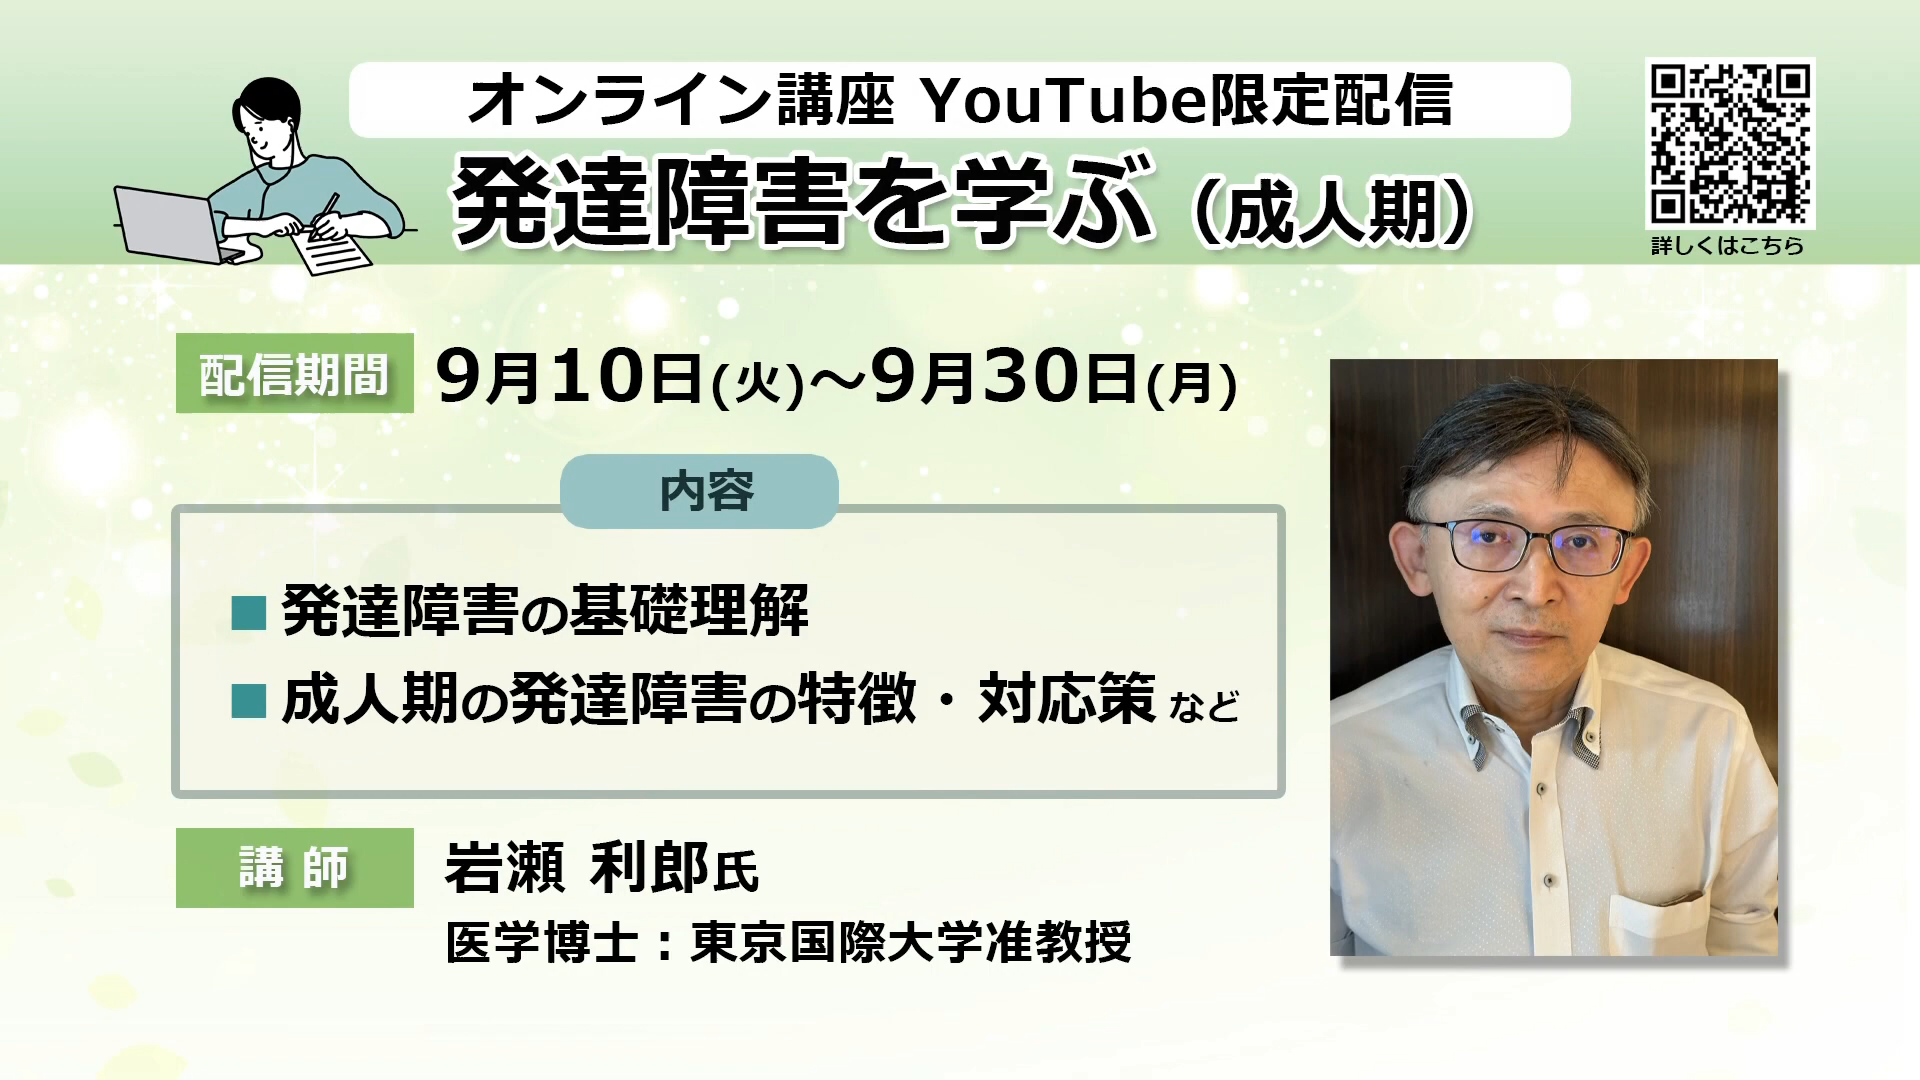 オンライン講座 YouTube限定配信
発達障害を学ぶ（成人期）
詳しくはこちら
配信期間 9月10日(火)～9月30日(月)
内容
■発達障害の基礎理解
■成人期の発達障害の特徴・対応策 など
講師 岩瀬 利郎氏
医学博士：東京国際大学准教授